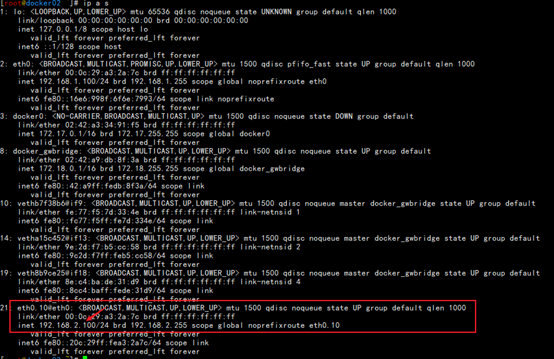 [root@docker02 ]# ip a s
1: lo: <LOOPBACK,UP,LOWER_UP> mtu 65536 qdisc noqueue state UNKNOWN group default qlen 1000
link/loopback 00:00:00:00:00:00 brd 00:00:00:00:00:00
inet 127.0.0.1/8 scope host lo
valid_lft forever preferred_lft forever
inet6 ::1/128 scope host
valid_lft forever preferred_lft forever
2: eth0: <BROADCAST,MULTICAST,PROMISC,UP,LOWER_UP> mtu 1500 qdisc pfifo_fast state UP group default qlen 1000
link/ether 00:0c:29:a3:2a:7c brd ff:ff:ff:ff:ff:ff
inet 192.168.1.100/24 brd 192.168.1.255 scope global noprefixroute eth0
valid_lft forever preferred_lft forever
inet6 fe80::16e6:998f:6f6e:7993/64 scope link noprefixroute
valid_lft forever preferred_lft forever
3: docker0: <NO-CARRIER,BROADCAST,MULTICAST,UP> mtu 1500 qdisc noqueue state DOWN group default
link/ether 02:42:a3:34:91:f5 brd ff:ff:ff:ff:ff:ff
inet 172.17.0.1/16 brd 172.17.255.255 scope global docker0
valid_lft forever preferred_lft forever
8: docker_gwbridge: <BROADCAST,MULTICAST,UP,LOWER_UP> mtu 1500 qdisc noqueue state UP group default
link/ether 02:42:a9:db:8f:3a brd ff:ff:ff:ff:ff:ff
inet 172.18.0.1/16 brd 172.18.255.255 scope global docker_gwbridge
valid_lft forever preferred_lft forever
inet6 fe80::42:a9ff:fedb:8f3a/64 scope link
valid_lft forever preferred_lft forever
10: vethb7f38b6@if9: <BROADCAST,MULTICAST,UP,LOWER_UP> mtu 1500 qdisc noqueue master docker_gwbridge state UP group default
link/ether fe:77:f5:7d:33:4e brd ff:ff:ff:ff:ff:ff link-netnsid 1
inet6 fe80::fc77:f5ff:fe7d:334e/64 scope link
valid_lft forever preferred_lft forever
14: vetha15c452@if13: <BROADCAST,MULTICAST,UP,LOWER_UP> mtu 1500 qdisc noqueue master docker_gwbridge state UP group default
link/ether 9e:2d:f7:b5:cc:58 brd ff:ff:ff:ff:ff:ff link-netnsid 2
inet6 fe80::9c2d:f7ff:feb5:cc58/64 scope link
valid_lft forever preferred_lft forever
19: veth8b9ce25@if18: <BROADCAST,MULTICAST,UP,LOWER_UP> mtu 1500 qdisc noqueue master docker_gwbridge state UP group default
link/ether 8e:c4:ba:de:31:d9 brd ff:ff:ff:ff:ff:ff link-netnsid 4
inet6 fe80::8cc4:baff:fede:31d9/64 scope link
valid_lft forever preferred_lft forever
21: eth0.10@eth0: <BROADCAST,MULTICAST,UP,LOWER_UP> mtu 1500 qdisc noqueue state UP group default qlen 1000
link/ether 00:0c:29:a3:2a:7c brd ff:ff:ff:ff:ff:ff
inet 192.168.2.100/24 brd 192.168.2.255 scope global noprefixroute eth0.10
valid_lft forever preferred_lft forever
inet6 fe80::20c:29ff:fea3:2a7c/64 scope link
valid_lft forever preferred_lft forever
[root@docker02 ]#